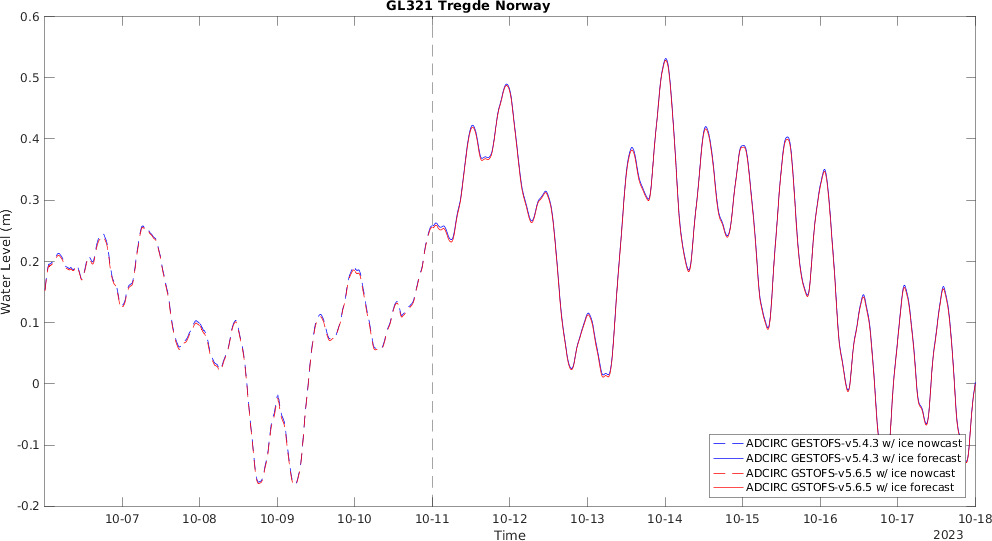 GL321 Tregde Norway
0.6
0.5
0.4
0.3
0.2
0.1
0
-0.1
-0.2
Water Level (m)
ADCIRC GESTOFS-v5.4.3 w/ ice nowcast
ADCIRC GESTOFS-v5.4.3 w/ ice forecast
ADCIRC GSTOFS-v5.6.5 w/ ice nowcast
ADCIRC GSTOFS-v5.6.5 w/ ice forecast
10-07 10-08 10-09 10-10 10-11 10-12 10-13 10-14 10-15 10-16 10-17 10-18
Time
2023